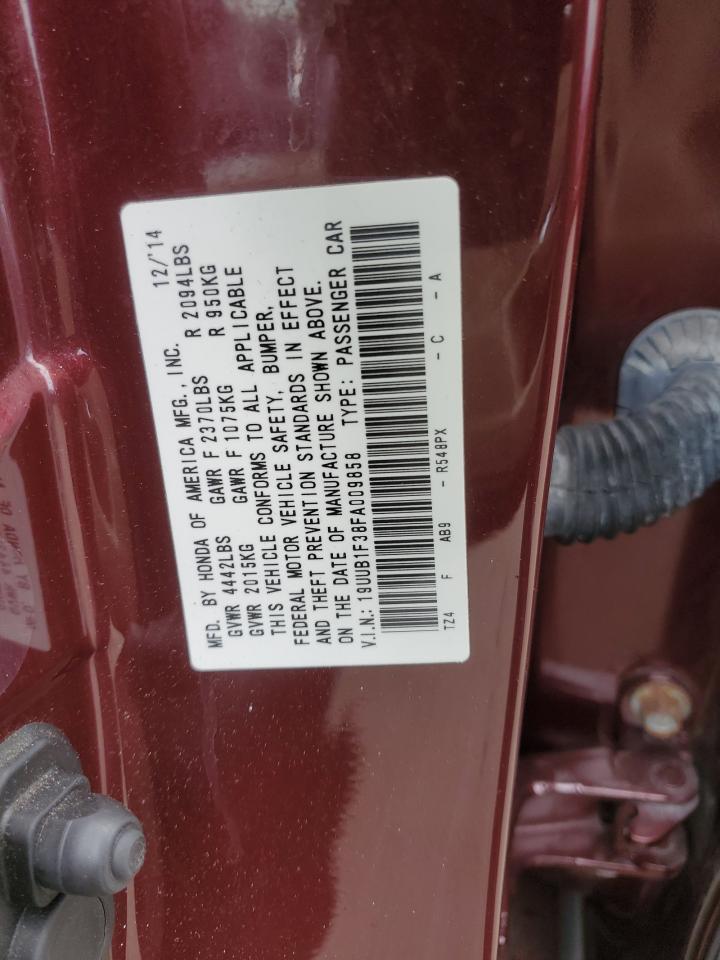 MFD. BY HONDA OF AMERICA MFG., INC. 12/'14
GVWR 4442LBS GAWR F 2370LBS R 2094LBS
GVWR 2015KG GAWR F 1075KG R 950KG
THIS VEHICLE CONFORMS TO ALL APPLICABLE
FEDERAL MOTOR VEHICLE SAFETY, BUMPER,
AND THEFT PREVENTION STANDARDS IN EFFECT
ON THE DATE OF MANUFACTURE SHOWN ABOVE.
V.I.N.: 19UUB1F38FA009858 TYPE: PASSENGER CAR
TZ4 F AB9 - R548PX - C - A